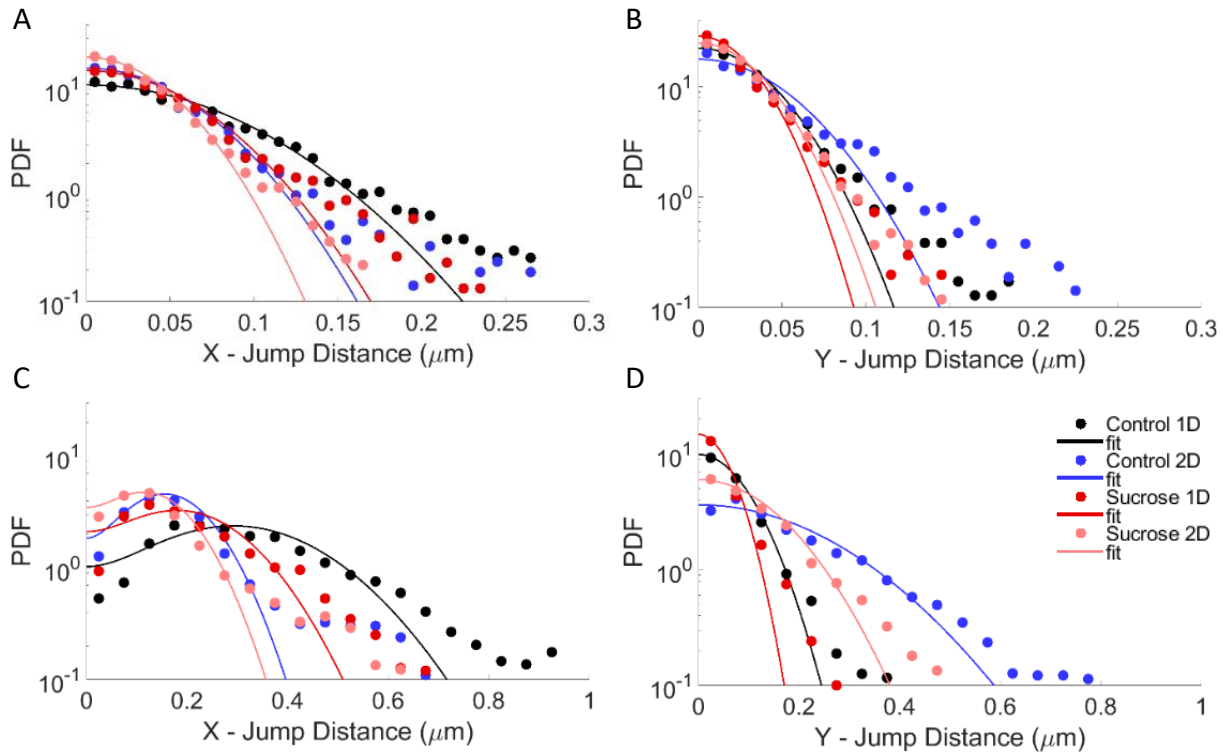 A
B
PDF
10^1
10^0
10^-1
0
0.05
0.1
0.15
0.2
0.25
0.3
X - Jump Distance (μm)
PDF
10^1
10^0
10^-1
0
0.05
0.1
0.15
0.2
0.25
0.3
Y - Jump Distance (μm)
C
D
PDF
10^1
10^0
10^-1
0
0.2
0.4
0.6
0.8
1
X - Jump Distance (μm)
PDF
10^1
10^0
10^-1
0
0.2
0.4
0.6
0.8
1
Y - Jump Distance (μm)
Control 1D
fit
Control 2D
fit
Sucrose 1D
fit
Sucrose 2D
fit